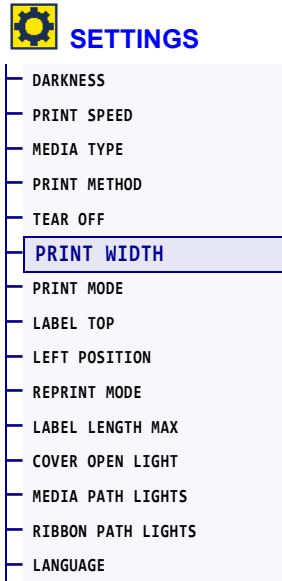 SETTINGS
DARKNESS
PRINT SPEED
MEDIA TYPE
PRINT METHOD
TEAR OFF
PRINT WIDTH
PRINT MODE
LABEL TOP
LEFT POSITION
REPRINT MODE
LABEL LENGTH MAX
COVER OPEN LIGHT
MEDIA PATH LIGHTS
RIBBON PATH LIGHTS
LANGUAGE